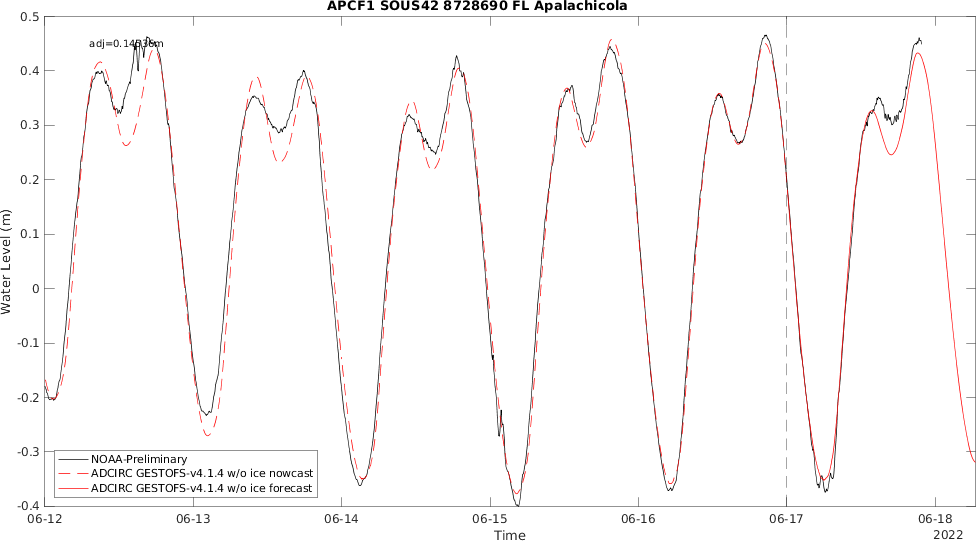 APCF1 SOUS42 8728690 FL Apalachicola
0.5
adj=0.14536m
0.4
0.3
0.2
0.1
0
-0.1
-0.2
-0.3
-0.4
Water Level (m)
NOAA-Preliminary
ADCIRC GESTOFS-v4.1.4 w/o ice nowcast
ADCIRC GESTOFS-v4.1.4 w/o ice forecast
06-12 06-13 06-14 06-15 06-16 06-17 06-18
Time
2022